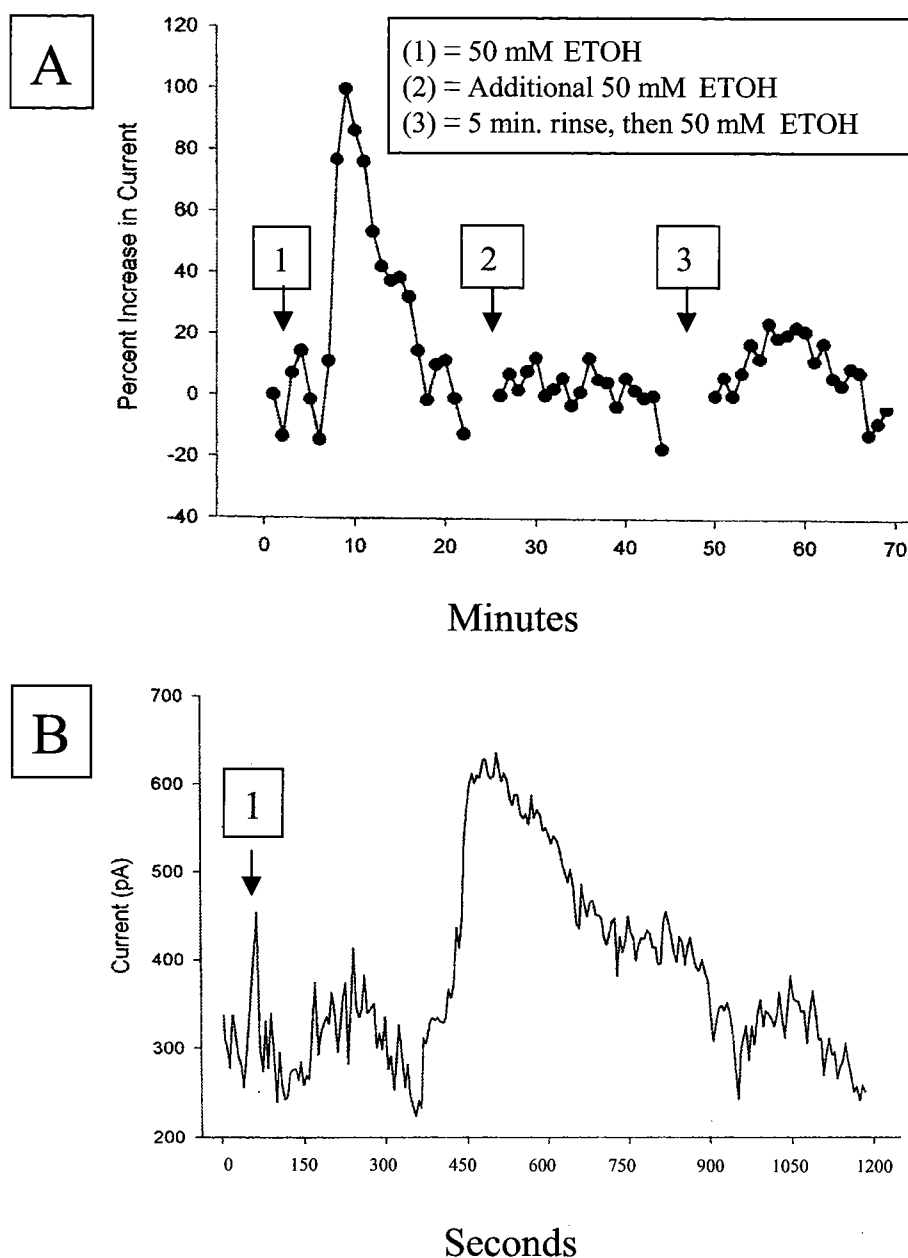 A
(1) = 50 mM ETOH
(2) = Additional 50 mM ETOH
(3) = 5 min. rinse, then 50 mM ETOH
Percent Increase in Current
120
100
80
60
40
20
0
-20
-40
1
2
3
0 10 20 30 40 50 60 70
Minutes
B
Current (pA)
700
600
500
400
300
200
1
0 150 300 450 600 750 900 1050 1200
Seconds